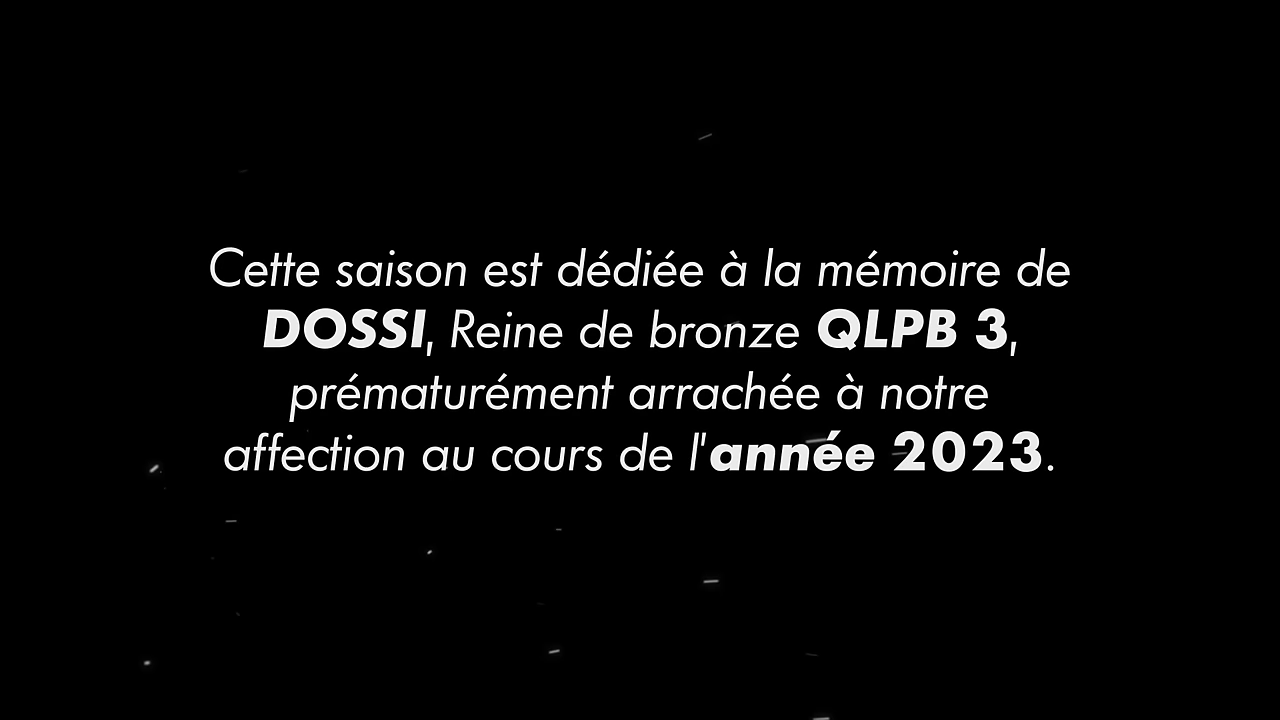 Cette saison est dédiée à la mémoire de
DOSSI, Reine de bronze QLPB 3,
prématurément arrachée à notre
affection au cours de l'année 2023.